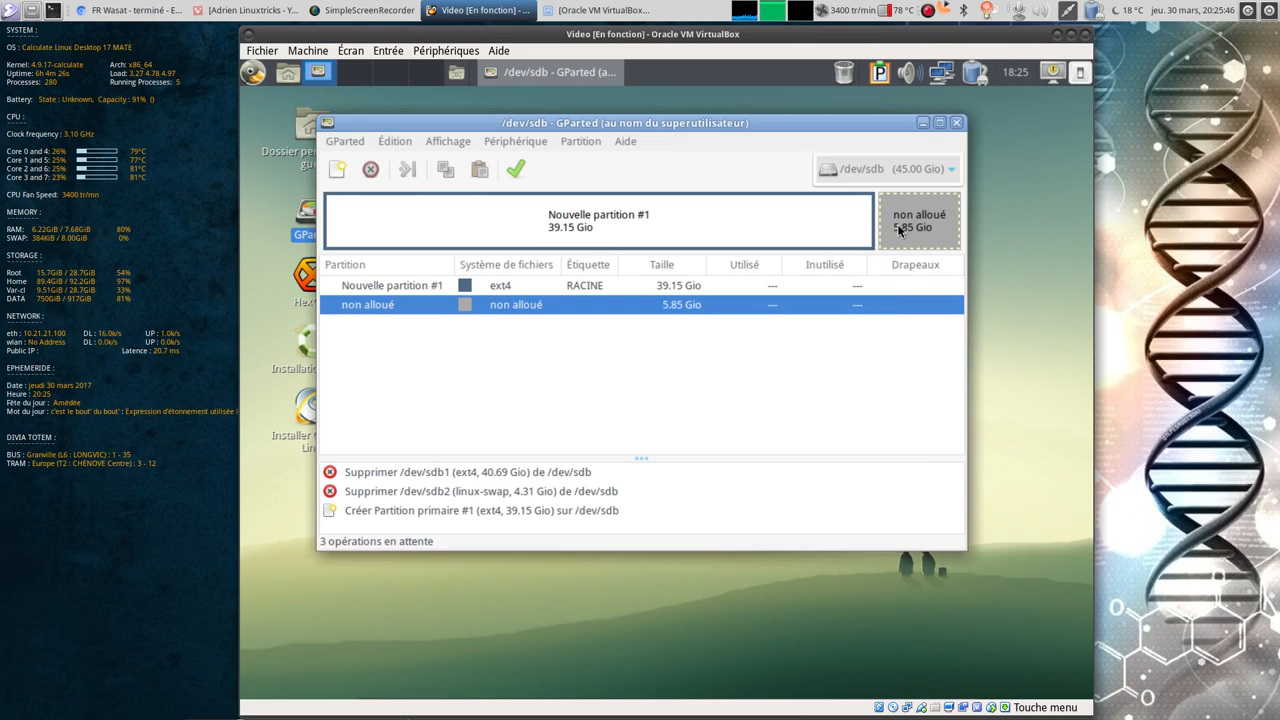 FR Wasat - terminé - E...
[Adrien Linuxtricks - Y...
SimpleScreenRecorder
Video [En fonction] - ...
[Oracle VM VirtualBox...
3400 tr/min
78 °C
18 °C
jeu. 30 mars, 20:25:46
SYSTEM :
OS : Calculate Linux Desktop 17 MATE
Kernel: 4.9.17-calculate Arch: x86_64
Uptime: 6h 4m 26s Load: 3.27 4.78 4.97
Processes: 280 Running Processes: 5
Battery: State : Unknown, Capacity : 91% ()
CPU :
Clock frequency : 3.10 GHz
Core 0 and 4: 26% 79°C
Core 1 and 5: 25% 77°C
Core 2 and 6: 25% 81°C
Core 3 and 7: 23% 81°C
CPU Fan Speed: 3400 tr/mn
MEMORY :
RAM: 6.22GiB / 7.68GiB 80%
SWAP: 384KiB / 8.00GiB 0%
STORAGE :
Root 15.7GiB / 28.7GiB 54%
Home 89.4GiB / 92.2GiB 97%
Var-cl 9.51GiB / 28.7GiB 33%
DATA 750GiB / 917GiB 81%
NETWORK :
eth : 10.21.21.100 DL : 16.0k/s UP : 1.0k/s
wlan : No Address DL : 0.0k/s UP : 0.0k/s
Public IP : Latence : 20.7 ms
EPHEMERIDE :
Date : jeudi 30 mars 2017
Heure : 20:25
Fête du jour : Amédée
Mot du jour : c'est le bout' du bout' : Expression d'étonnement utilisée
DIVIA TOTEM :
BUS : Granville (L6 : LONGVIC) : 1 - 35
TRAM : Europe (T2 : CHENOVE Centre) : 3 - 12
Video [En fonction] - Oracle VM VirtualBox
Fichier Machine Écran Entrée Périphériques Aide
/dev/sdb - GParted (a...
P
18:25
Dossier per
gue
GPar
Hex
Installatio
Installer
Lin
/dev/sdb - GParted (au nom du superutilisateur)
GParted Édition Affichage Périphérique Partition Aide
/dev/sdb (45.00 Gio)
Nouvelle partition #1
39.15 Gio
non alloué
5.85 Gio
Partition Système de fichiers Étiquette Taille Utilisé Inutilisé Drapeaux
Nouvelle partition #1 ext4 RACINE 39.15 Gio --- ---
non alloué non alloué 5.85 Gio --- ---
Supprimer /dev/sdb1 (ext4, 40.69 Gio) de /dev/sdb
Supprimer /dev/sdb2 (linux-swap, 4.31 Gio) de /dev/sdb
Créer Partition primaire #1 (ext4, 39.15 Gio) sur /dev/sdb
3 opérations en attente
Touche menu
O
O